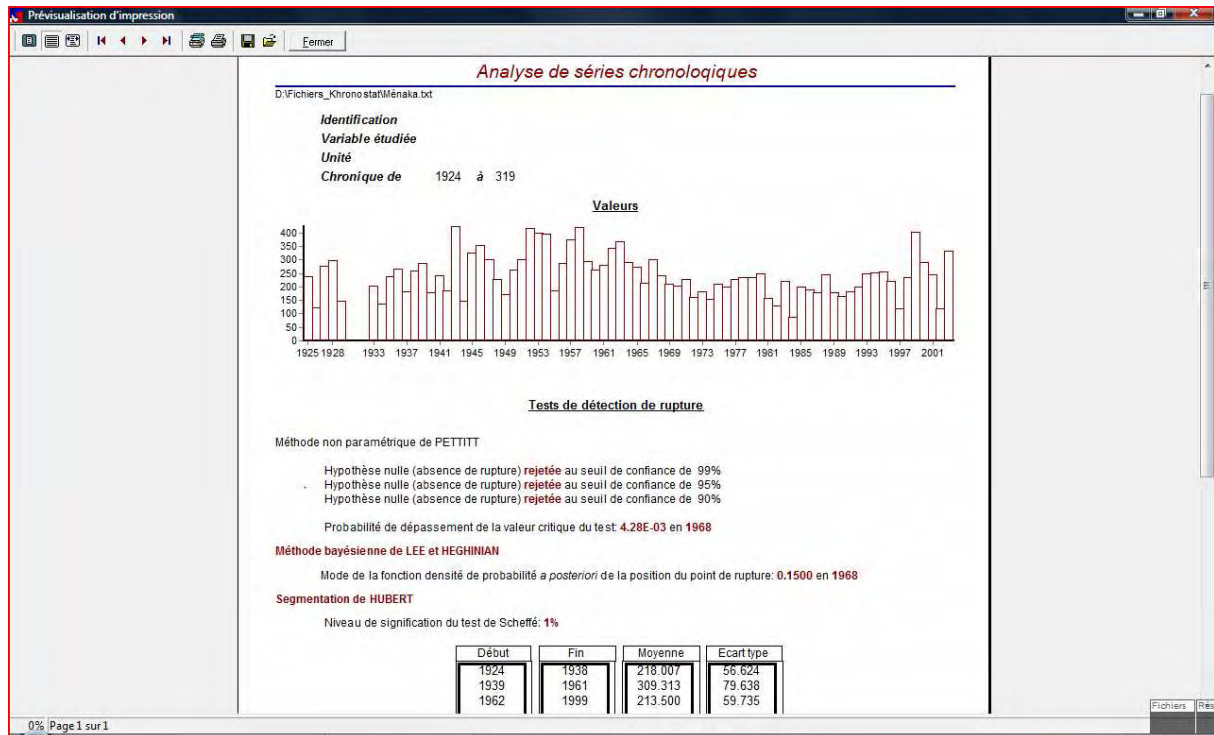 Prévisualisation d'impression
Fermer
Analyse de séries chronologiques
D:\Fichiers_Khronostat\Ménaka.txt
Identification
Variable étudiée
Unité
Chronique de 1924 à 319
Valeurs
400
350
300
250
200
150
100
50
0
1925 1928 1933 1937 1941 1945 1949 1953 1957 1961 1965 1969 1973 1977 1981 1985 1989 1993 1997 2001
Tests de détection de rupture
Méthode non paramétrique de PETTITT
Hypothèse nulle (absence de rupture) rejetée au seuil de confiance de 99%
Hypothèse nulle (absence de rupture) rejetée au seuil de confiance de 95%
Hypothèse nulle (absence de rupture) rejetée au seuil de confiance de 90%
Probabilité de dépassement de la valeur critique du test: 4.28E-03 en 1968
Méthode bayésienne de LEE et HEGHINIAN
Mode de la fonction densité de probabilité a posteriori de la position du point de rupture: 0.1500 en 1968
Segmentation de HUBERT
Niveau de signification du test de Scheffé: 1%
Début Fin Moyenne Ecart type
1924 1938 218.007 56.624
1939 1961 309.313 79.638
1962 1999 213.500 59.735
Fichiers Rés
0% Page 1 sur 1